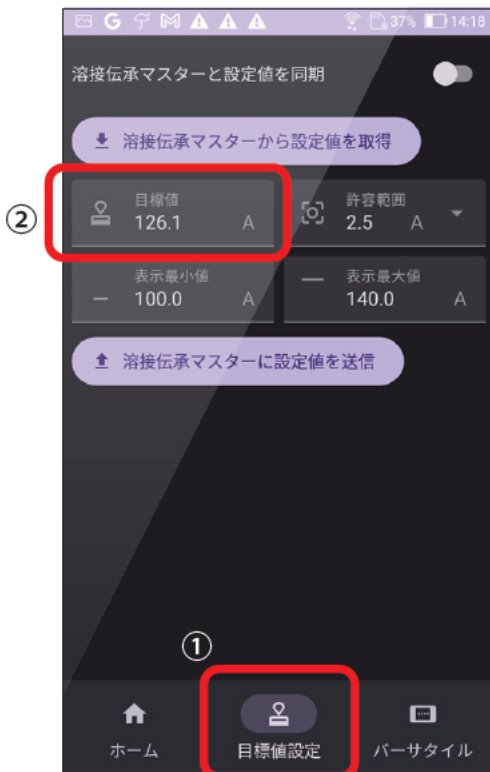 G 37% 14:18
溶接伝承マスターと設定値を同期
溶接伝承マスターから設定値を取得
②
目標値
126.1 A
許容範囲
2.5 A
表示最小値
100.0 A
表示最大値
140.0 A
溶接伝承マスターに設定値を送信
①
ホーム
目標値設定
バーサタイル